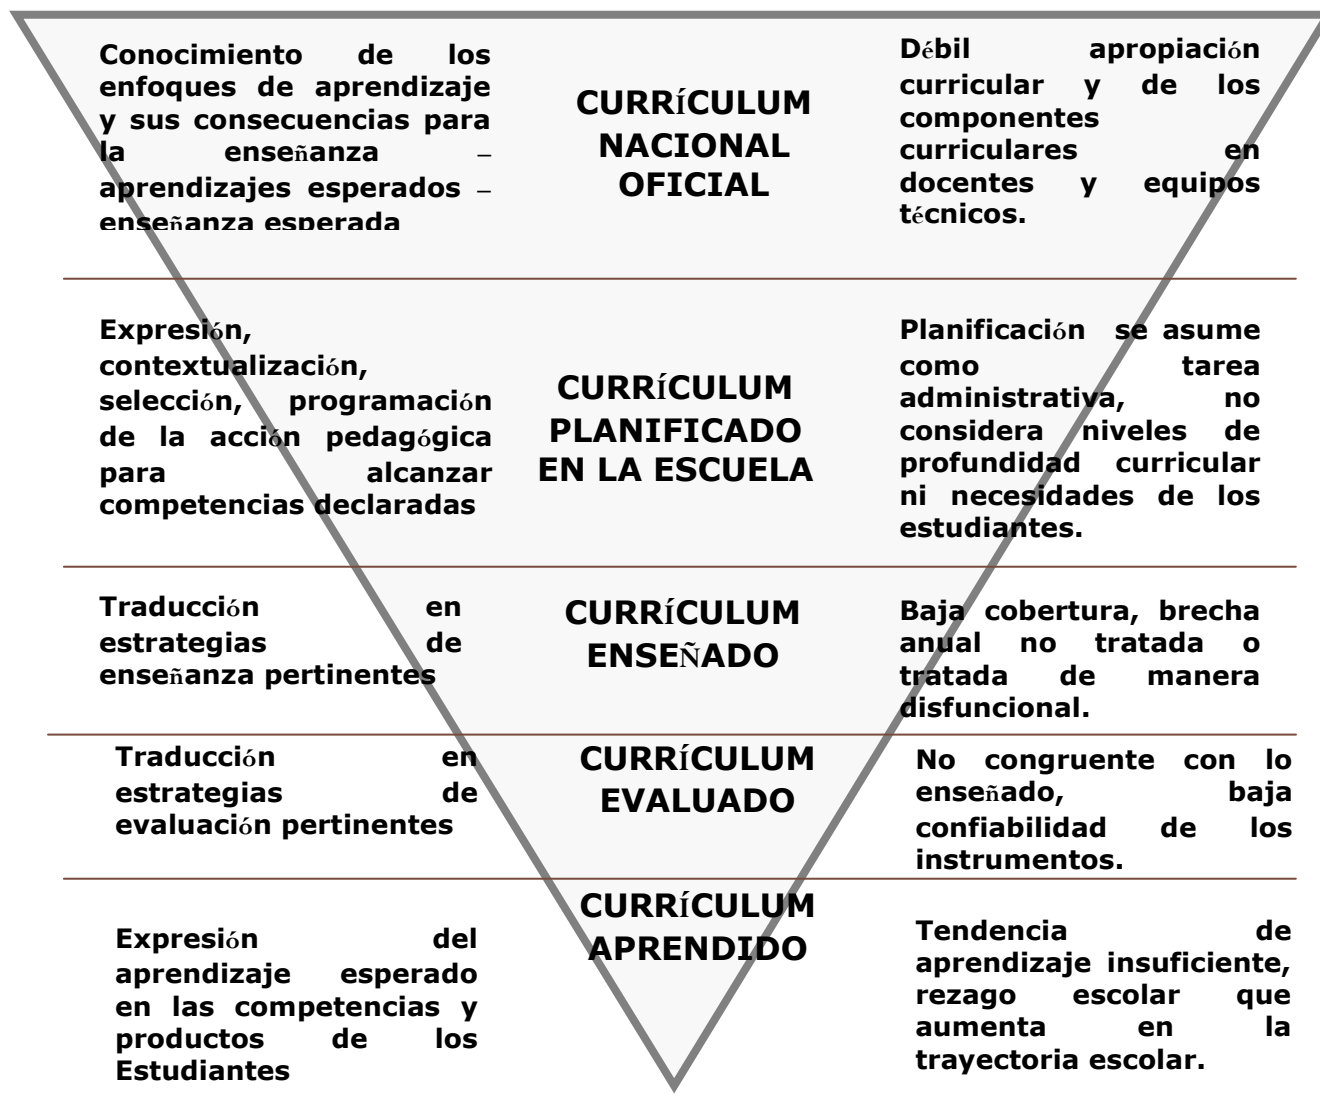 Conocimiento de los
enfoques de aprendizaje
y sus consecuencias para
la enseñanza –
aprendizajes esperados –
enseñanza esperada
CURRÍCULUM
NACIONAL
OFICIAL
Débil apropiación
curricular y de los
componentes
curriculares en
docentes y equipos
técnicos.
Expresión,
contextualización,
selección, programación
de la acción pedagógica
para alcanzar
competencias declaradas
CURRÍCULUM
PLANIFICADO
EN LA ESCUELA
Planificación se asume
como tarea
administrativa, no
considera niveles de
profundidad curricular
ni necesidades de los
estudiantes.
Traducción en
estrategias de
enseñanza pertinentes
CURRÍCULUM
ENSEÑADO
Baja cobertura, brecha
anual no tratada o
tratada de manera
disfuncional.
Traducción en
estrategias de
evaluación pertinentes
CURRÍCULUM
EVALUADO
No congruente con lo
enseñado, baja
confiabilidad de los
instrumentos.
Expresión del
aprendizaje esperado
en las competencias y
productos de los
Estudiantes
CURRÍCULUM
APRENDIDO
Tendencia de
aprendizaje insuficiente,
rezago escolar que
aumenta en la
trayectoria escolar.